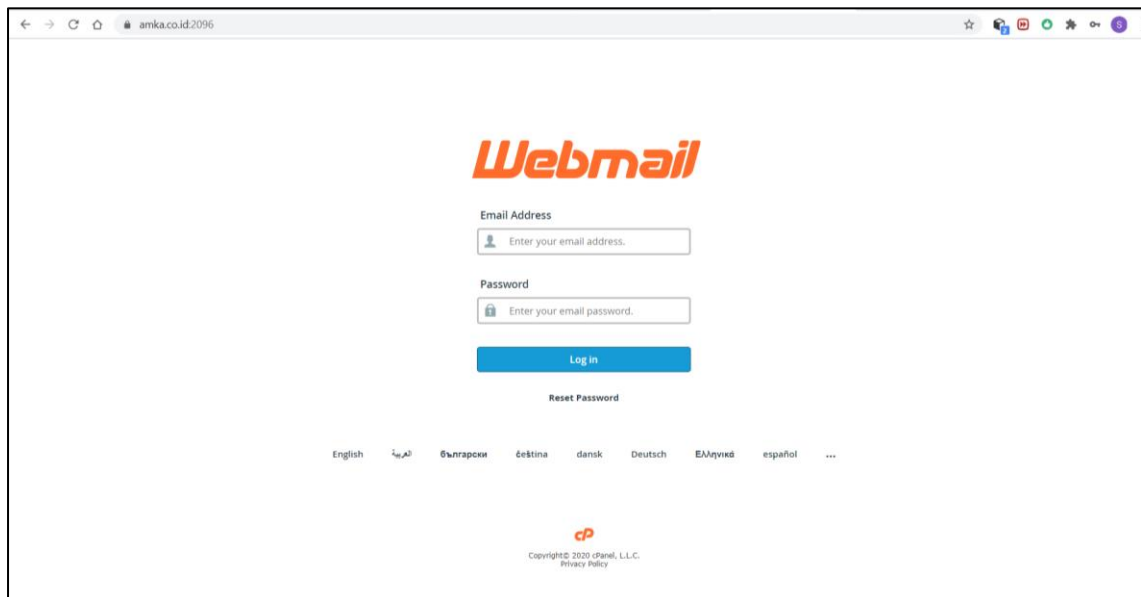 amka.co.id:2096
2
S
Webmail
Email Address
Enter your email address.
Password
Enter your email password.
Log in
Reset Password
English العربية български čeština dansk Deutsch Ελληνικά español ...
cP
Copyright© 2020 cPanel, L.L.C.
Privacy Policy